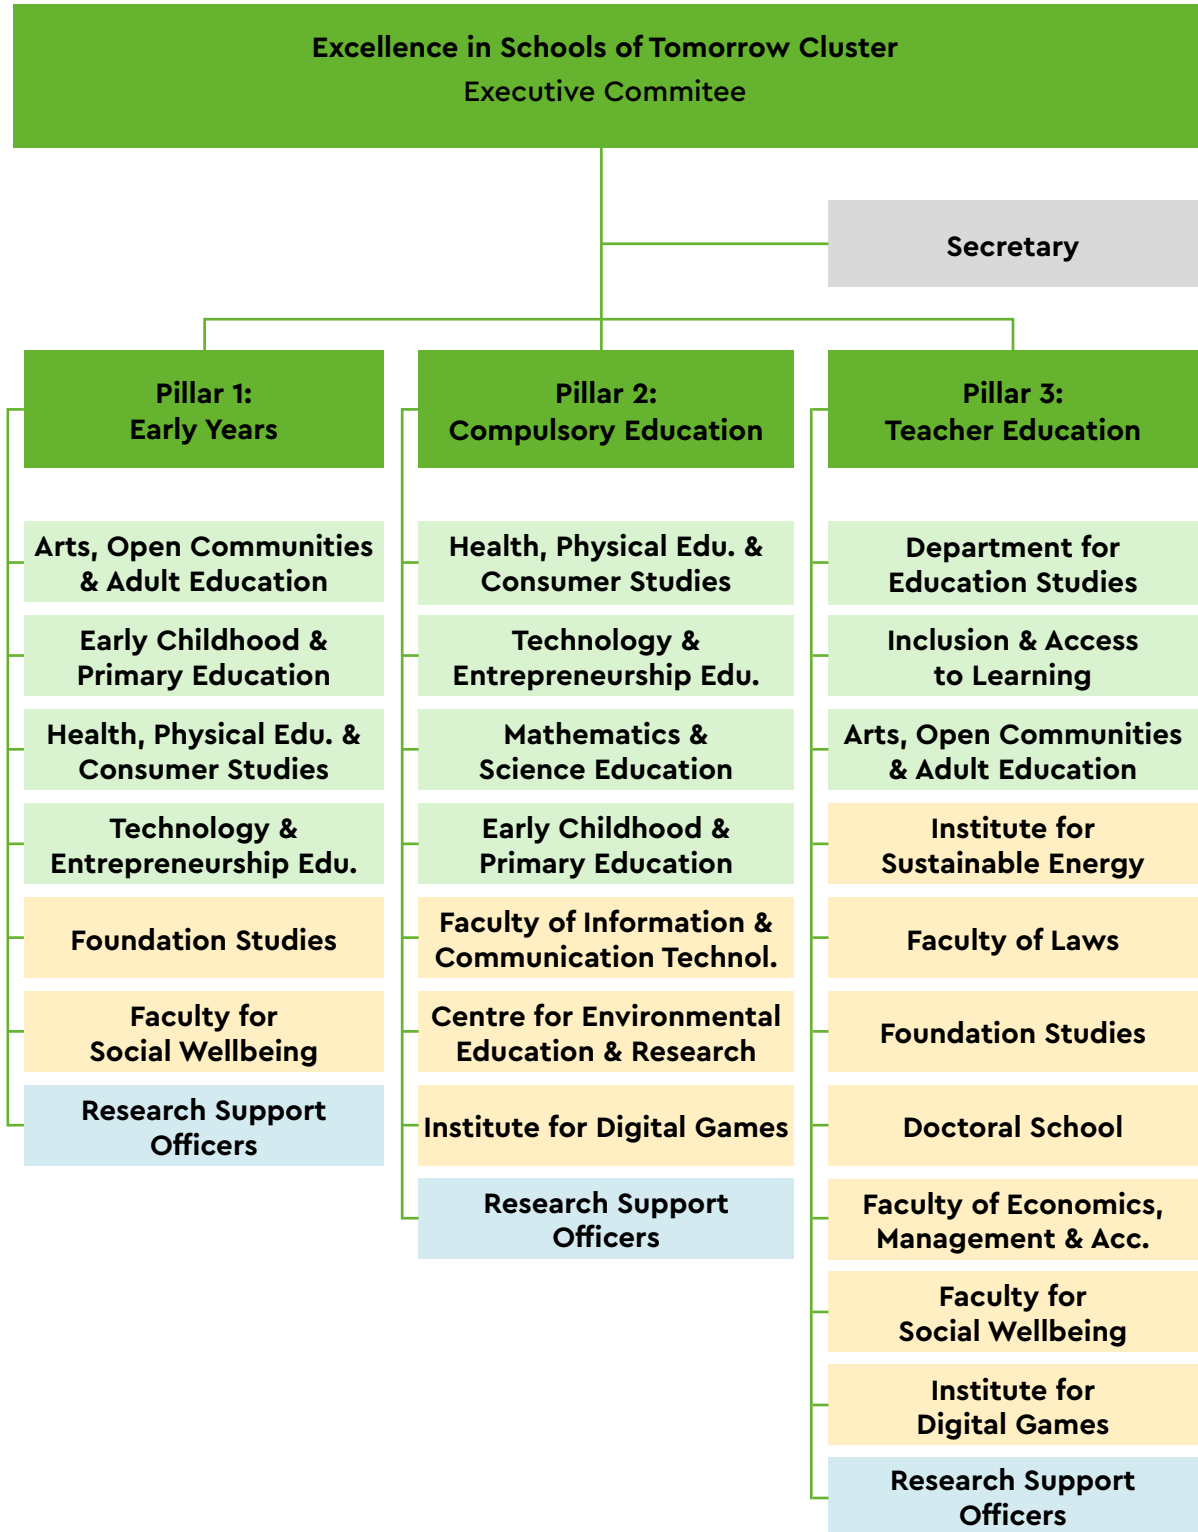 Excellence in Schools of Tomorrow Cluster
Executive Commitee
Secretary
Pillar 1:
Early Years
Arts, Open Communities
& Adult Education
Early Childhood &
Primary Education
Health, Physical Edu. &
Consumer Studies
Technology &
Entrepreneurship Edu.
Foundation Studies
Faculty for
Social Wellbeing
Research Support
Officers
Pillar 2:
Compulsory Education
Health, Physical Edu. &
Consumer Studies
Technology &
Entrepreneurship Edu.
Mathematics &
Science Education
Early Childhood &
Primary Education
Faculty of Information &
Communication Technol.
Centre for Environmental
Education & Research
Institute for Digital Games
Research Support
Officers
Pillar 3:
Teacher Education
Department for
Education Studies
Inclusion & Access
to Learning
Arts, Open Communities
& Adult Education
Institute for
Sustainable Energy
Faculty of Laws
Foundation Studies
Doctoral School
Faculty of Economics,
Management & Acc.
Faculty for
Social Wellbeing
Institute for
Digital Games
Research Support
Officers